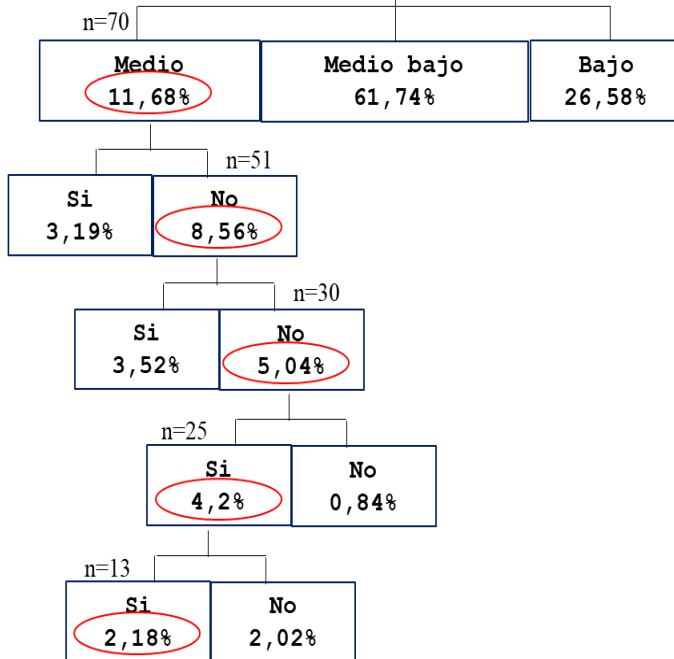 n=70
Medio Medio bajo Bajo
11,68% 61,74% 26,58%
n=51
Si No
3,19% 8,56%
n=30
Si No
3,52% 5,04%
n=25
Si No
4,2% 0,84%
n=13
Si No
2,18% 2,02%